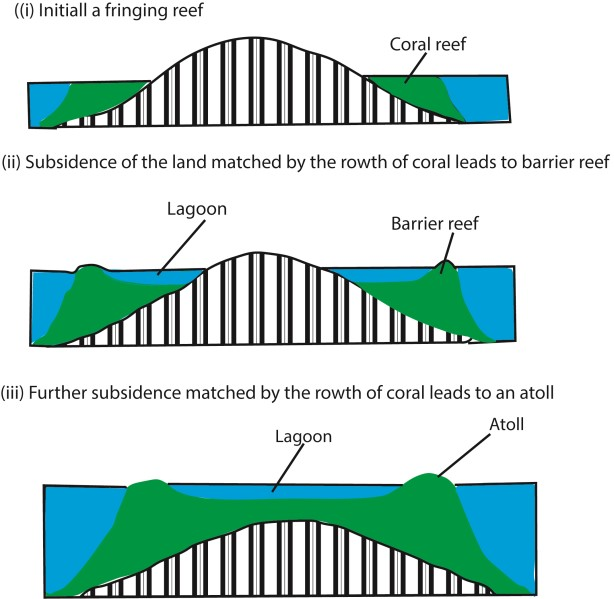 ((i) Initiall a fringing reef
Coral reef
(ii) Subsidence of the land matched by the rowth of coral leads to barrier reef
Lagoon
Barrier reef
(iii) Further subsidence matched by the rowth of coral leads to an atoll
Atoll
Lagoon